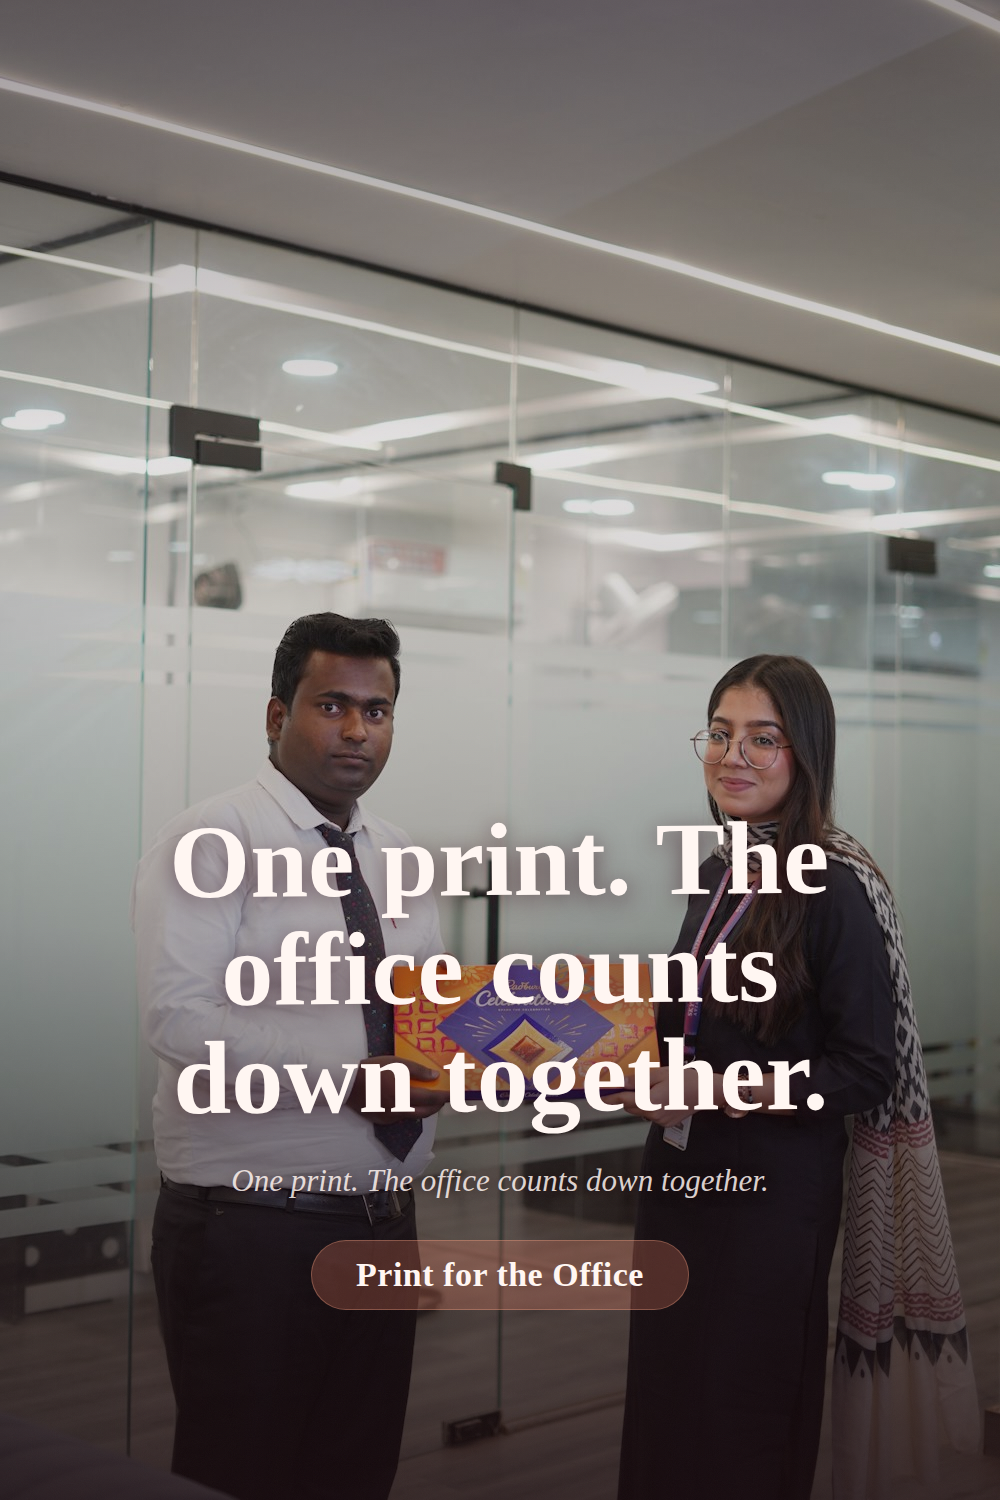 One print. The
office counts
down together.
One print. The office counts down together.
Print for the Office